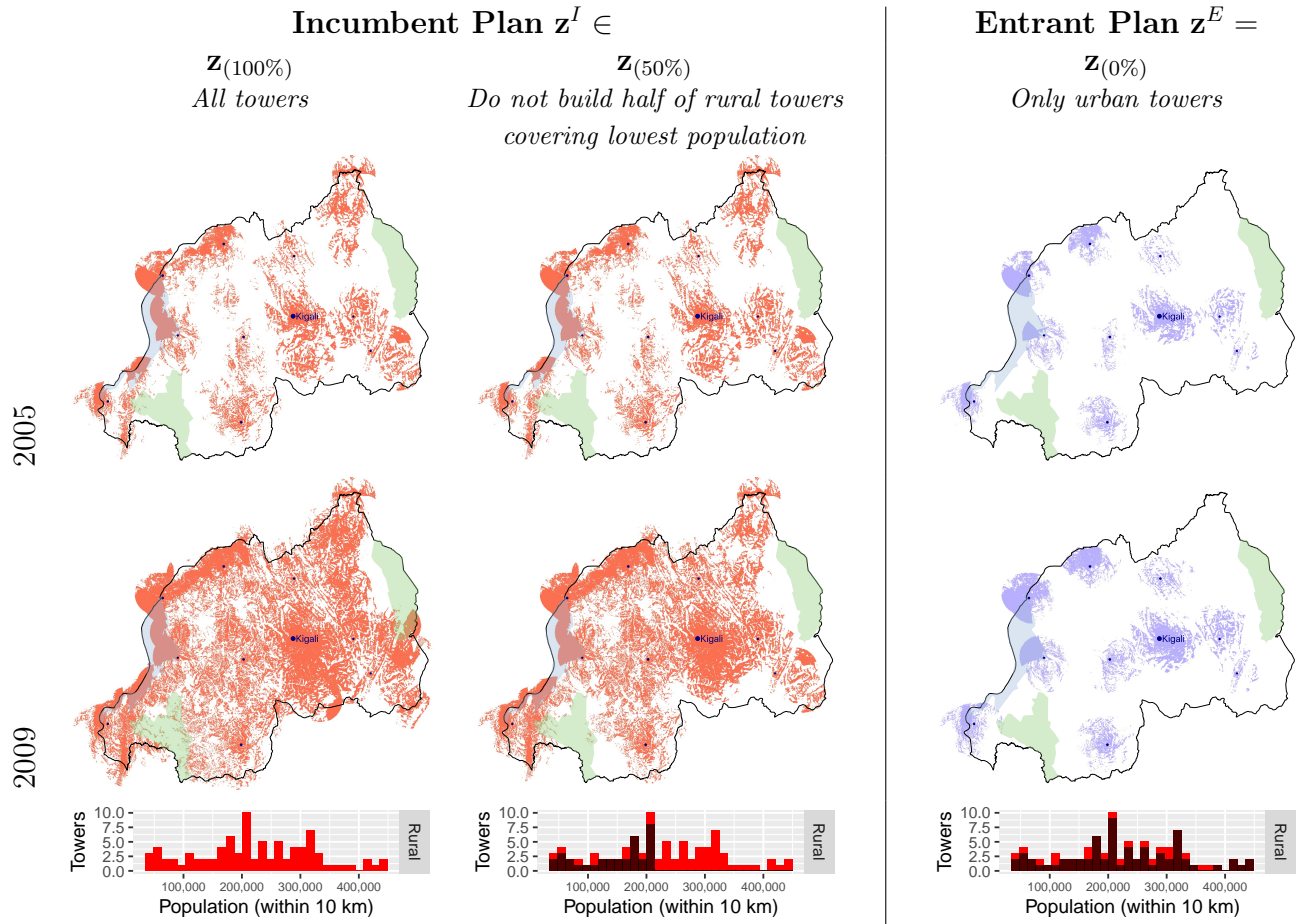 Incumbent Plan z^I ∈
Entrant Plan z^E =
z_(100%)
z_(50%)
z_(0%)
All towers
Do not build half of rural towers
covering lowest population
Only urban towers
2005
Kigali
Kigali
Kigali
2009
Kigali
Kigali
Kigali
Towers
10.0
7.5
5.0
2.5
0.0
Rural
100,000 200,000 300,000 400,000
Population (within 10 km)
Towers
10.0
7.5
5.0
2.5
0.0
Rural
100,000 200,000 300,000 400,000
Population (within 10 km)
Towers
10.0
7.5
5.0
2.5
0.0
Rural
100,000 200,000 300,000 400,000
Population (within 10 km)